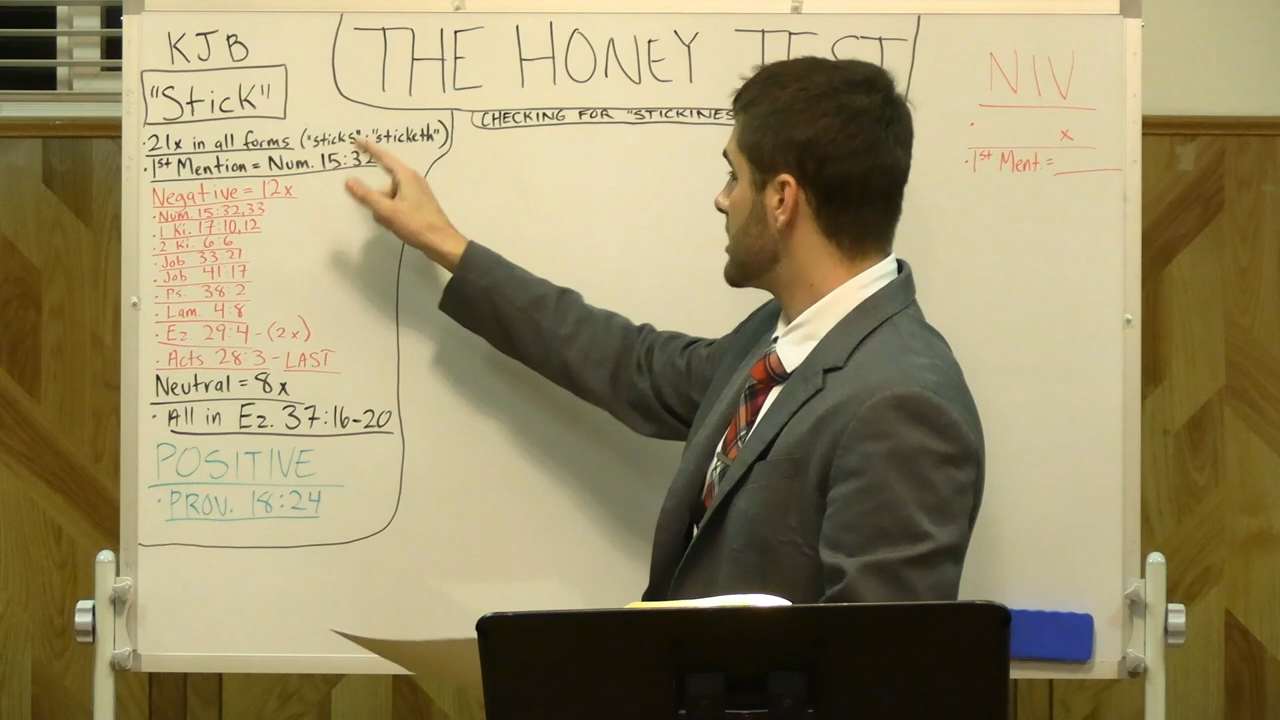 KJB
"Stick"
· 21x in all forms ("sticks"; "sticketh")
· 1st Mention = Num. 15:32
Negative = 12x
· Num. 15:32,33
· 1 Ki. 17:10,12
· 2 Ki. 6:6
· Job 33:21
· Job 41:17
· Ps. 38:2
· Lam. 4:8
· Ez. 29:4 - (2x)
· Acts 28:3 - LAST
Neutral = 8x
· All in Ez. 37:16-20
POSITIVE
· PROV. 18:24
THE HONEY TEST
CHECKING FOR "STICKINES
NIV
· x
· 1st Ment. = ______